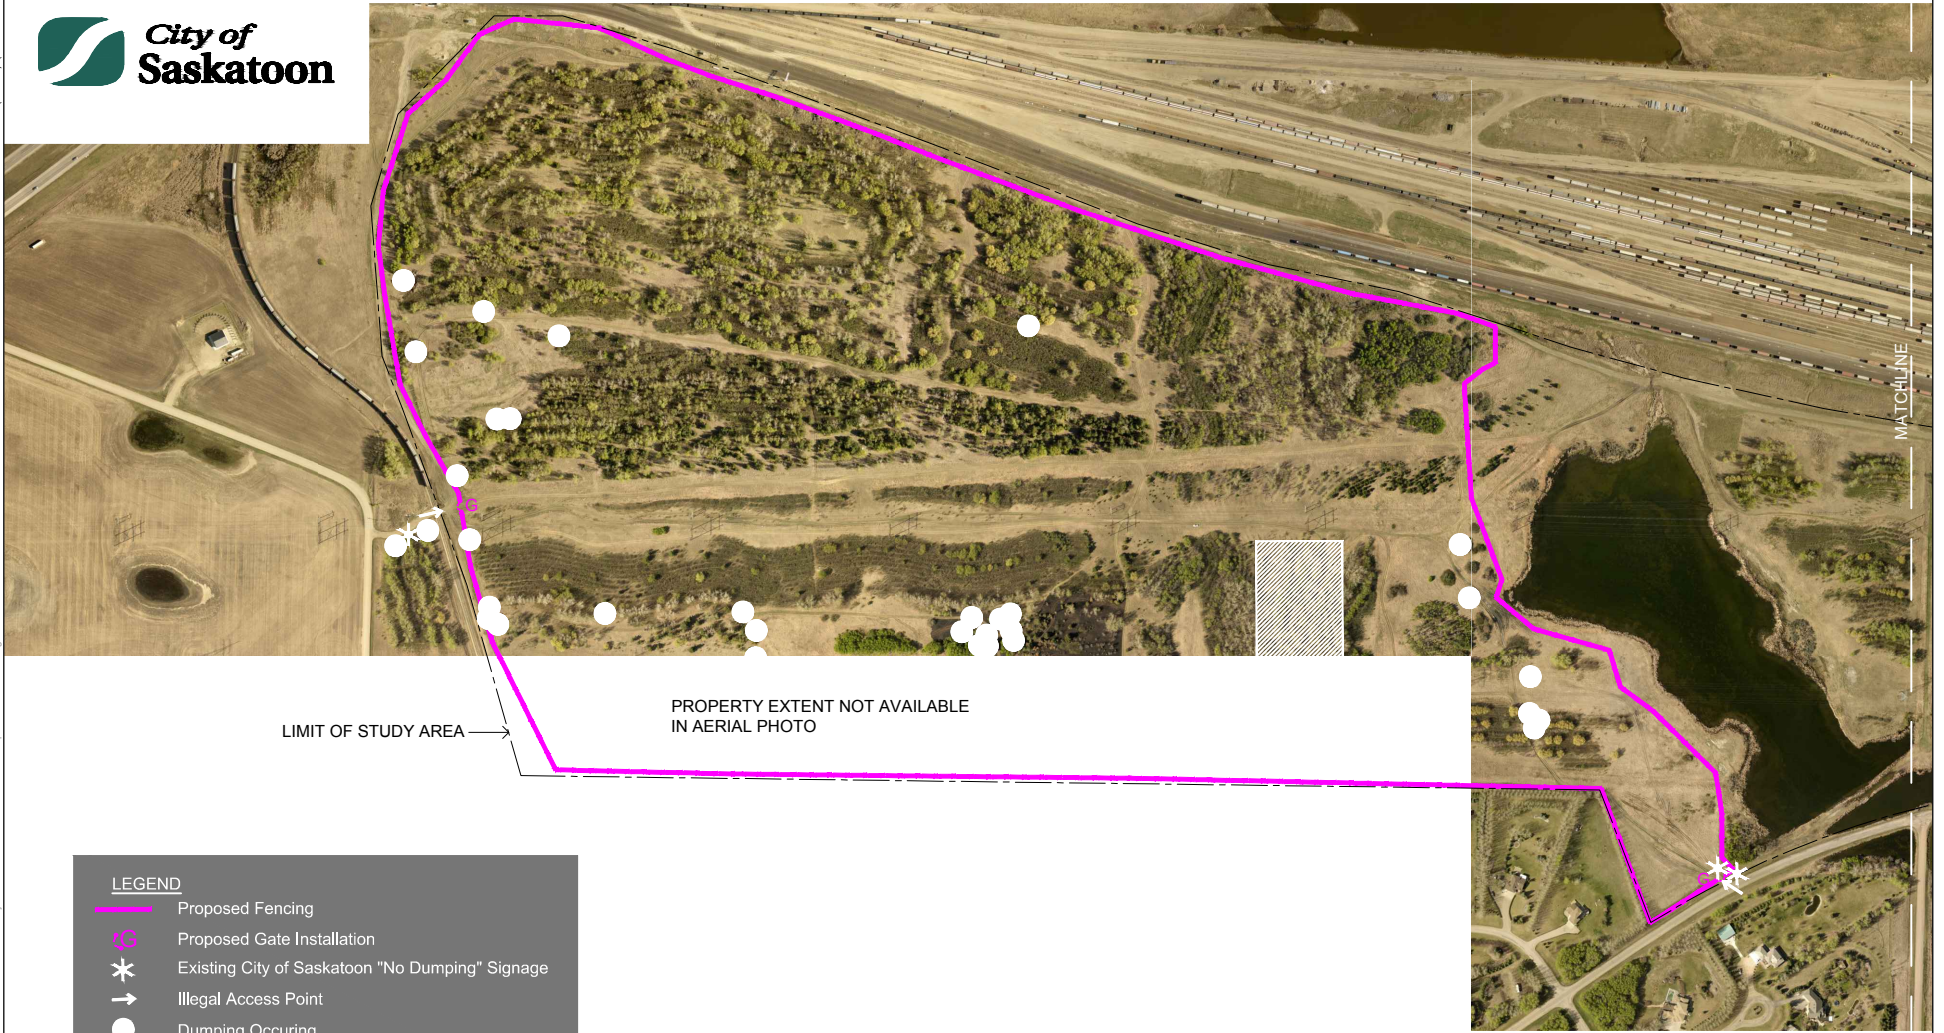 City of
Saskatoon
MATCHLINE
G
PROPERTY EXTENT NOT AVAILABLE
IN AERIAL PHOTO
LIMIT OF STUDY AREA
G
LEGEND
Proposed Fencing
G Proposed Gate Installation
Existing City of Saskatoon "No Dumping" Signage
Illegal Access Point
Dumping Occuring